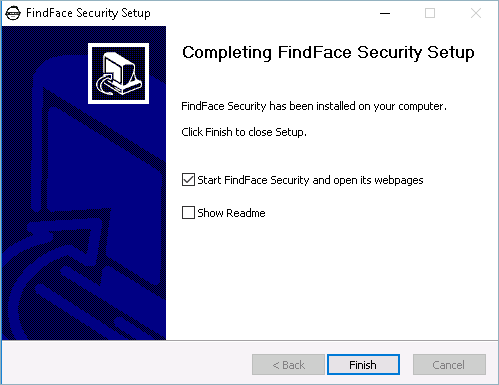 FindFace Security Setup
Completing FindFace Security Setup
FindFace Security has been installed on your computer.
Click Finish to close Setup.
Start FindFace Security and open its webpages
Show Readme
< Back
Finish
Cancel